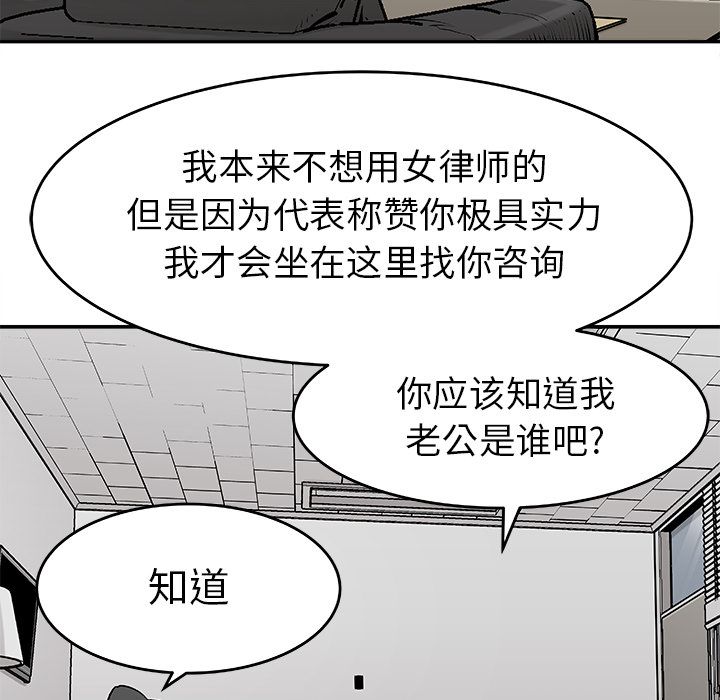 我本来不想用女律师的
但是因为代表称赞你极具实力
我才会坐在这里找你咨询
你应该知道我
老公是谁吧?
知道